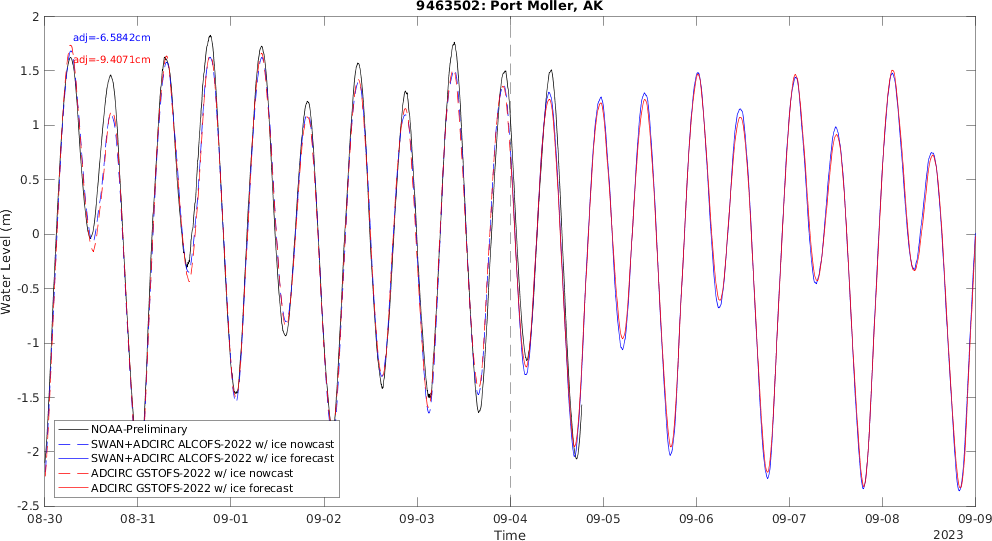 9463502: Port Moller, AK
2
adj=-6.5842cm
adj=-9.4071cm
1.5
1
0.5
0
-0.5
-1
-1.5
-2
-2.5
Water Level (m)
NOAA-Preliminary
SWAN+ADCIRC ALCOFS-2022 w/ ice nowcast
SWAN+ADCIRC ALCOFS-2022 w/ ice forecast
ADCIRC GSTOFS-2022 w/ ice nowcast
ADCIRC GSTOFS-2022 w/ ice forecast
08-30 08-31 09-01 09-02 09-03 09-04 09-05 09-06 09-07 09-08 09-09
Time
2023